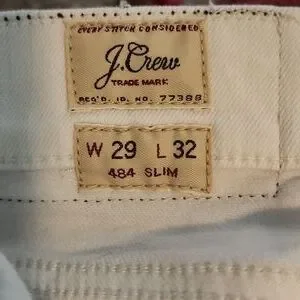 EVERY STITCH CONSIDERED
J.Crew
TRADE MARK
REG'D. ID. NO. 77388
W 29 L 32
484 SLIM